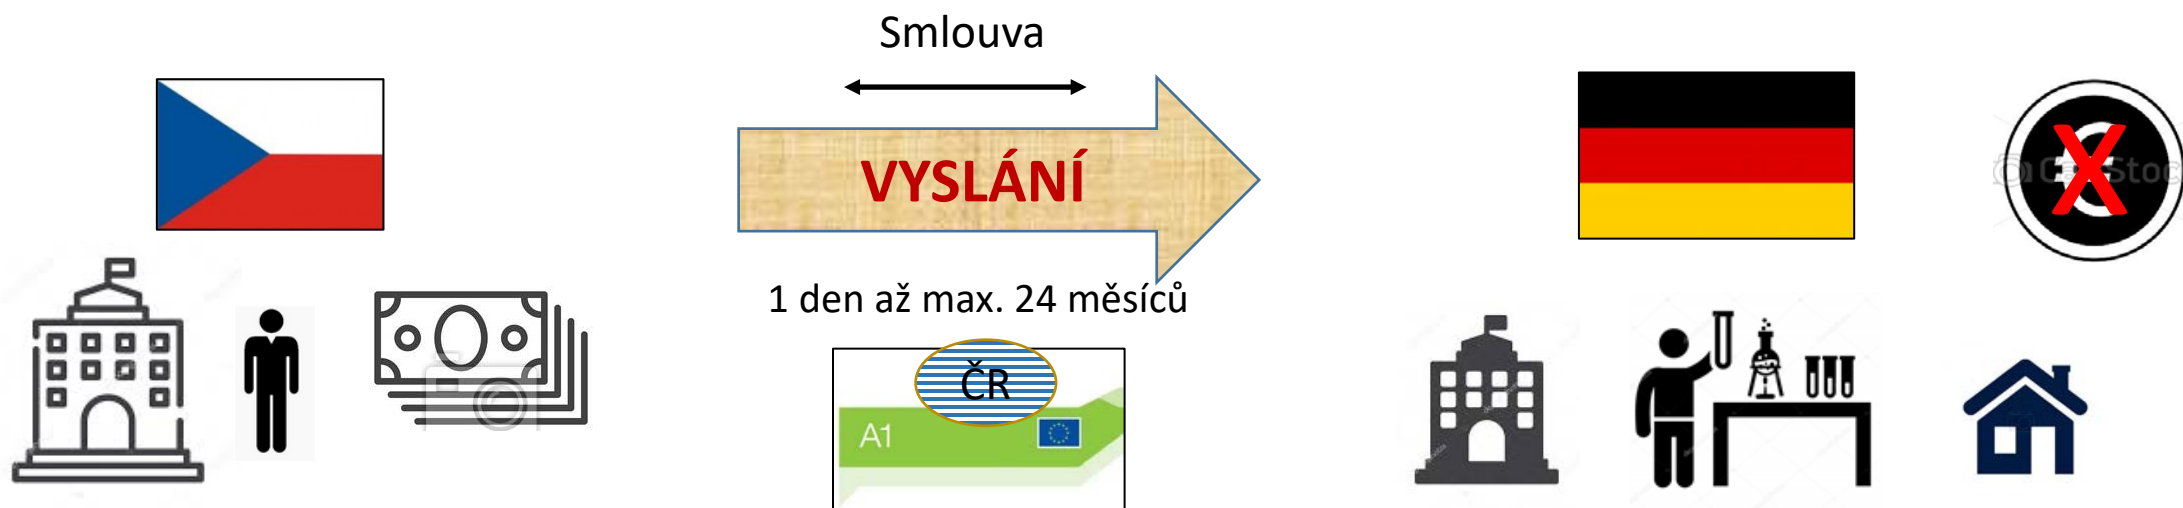 Smlouva
VYSLÁNÍ
X
€
1 den až max. 24 měsíců
ČR
A1